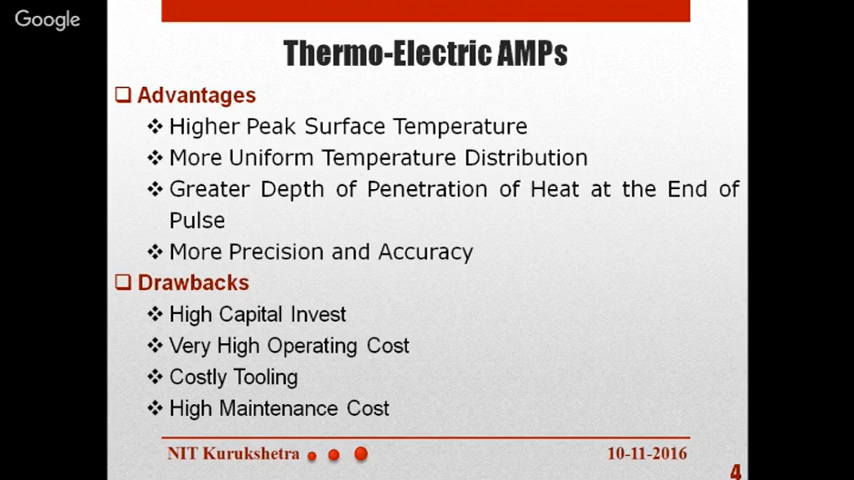 Google
Thermo-Electric AMPs
Advantages
Higher Peak Surface Temperature
More Uniform Temperature Distribution
Greater Depth of Penetration of Heat at the End of
Pulse
More Precision and Accuracy
Drawbacks
High Capital Invest
Very High Operating Cost
Costly Tooling
High Maintenance Cost
NIT Kurukshetra
10-11-2016
4